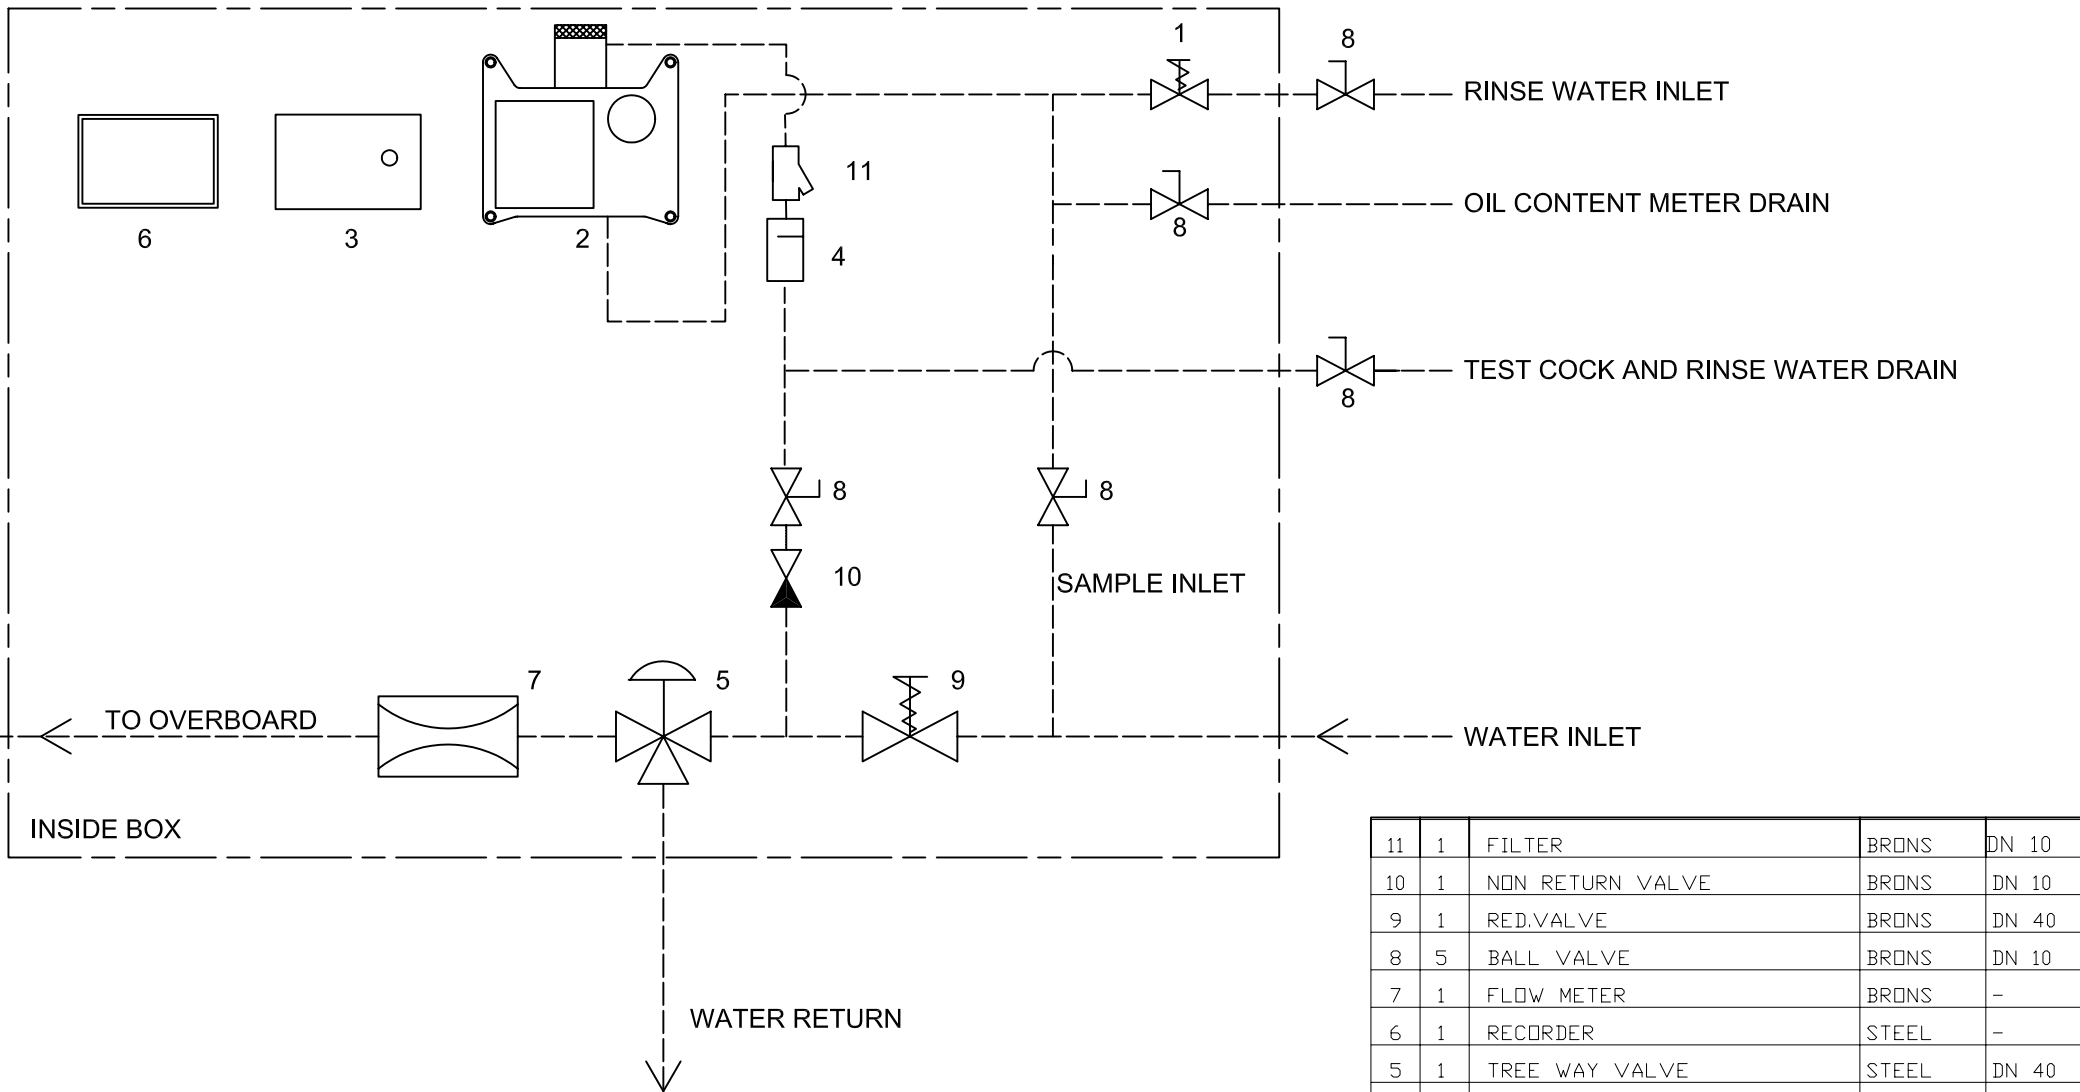 1
8
RINSE WATER INLET
11
8
OIL CONTENT METER DRAIN
6
3
2
4
8
TEST COCK AND RINSE WATER DRAIN
8
8
10
SAMPLE INLET
7
5
9
TO OVERBOARD
WATER INLET
INSIDE BOX
WATER RETURN
11 1 FILTER BRONS DN 10
10 1 NON RETURN VALVE BRONS DN 10
9 1 RED.VALVE BRONS DN 40
8 5 BALL VALVE BRONS DN 10
7 1 FLOW METER BRONS -
6 1 RECORDER STEEL -
5 1 TREE WAY VALVE STEEL DN 40